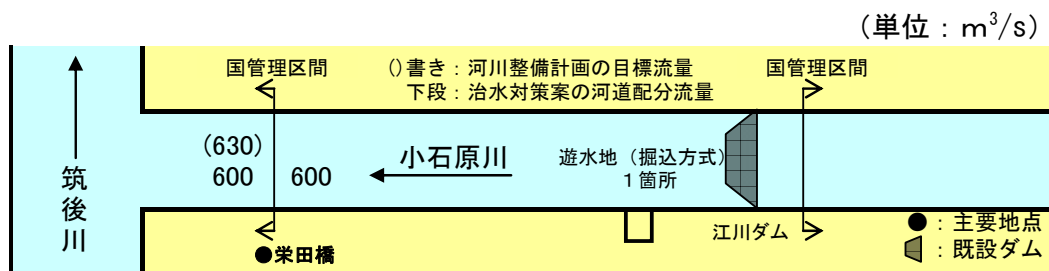 (単位：m³/s)
国管理区間
()書き：河川整備計画の目標流量
下段：治水対策案の河道配分流量
国管理区間
(630)
600
600
小石原川
遊水地（掘込方式）
1箇所
筑後川
江川ダム
●栄田橋
●：主要地点
：既設ダム